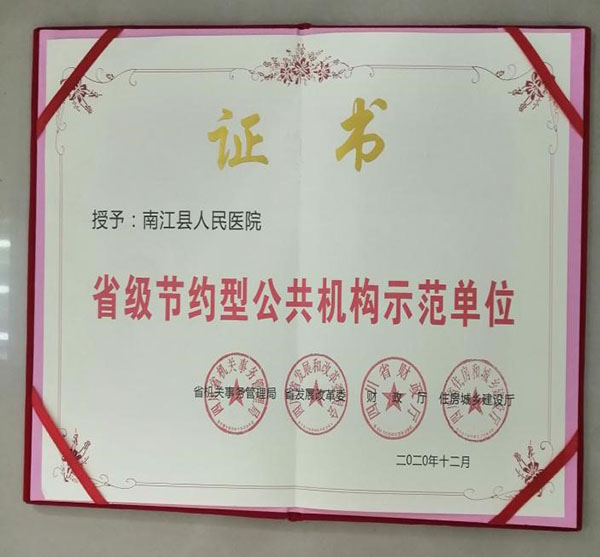 证书
授予：南江县人民医院
省级节约型公共机构示范单位
省机关事务管理局 省发展改革委 财政厅 住房城乡建设厅
二〇二〇年十二月